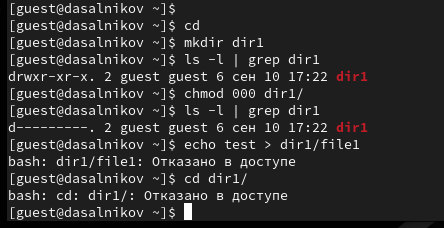 [guest@dasalnikov ~]$
[guest@dasalnikov ~]$ cd
[guest@dasalnikov ~]$ mkdir dir1
[guest@dasalnikov ~]$ ls -l | grep dir1
drwxr-xr-x. 2 guest guest 6 сен 10 17:22 dir1
[guest@dasalnikov ~]$ chmod 000 dir1/
[guest@dasalnikov ~]$ ls -l | grep dir1
d---------. 2 guest guest 6 сен 10 17:22 dir1
[guest@dasalnikov ~]$ echo test > dir1/file1
bash: dir1/file1: Отказано в доступе
[guest@dasalnikov ~]$ cd dir1/
bash: cd: dir1/: Отказано в доступе
[guest@dasalnikov ~]$